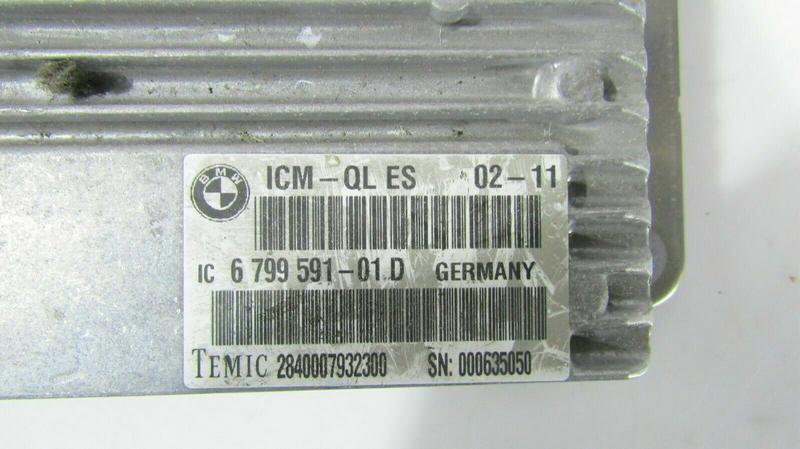 BMW
ICM-QL ES 02-11
IC 6 799 591-01 D GERMANY
TEMIC 2840007932300 SN: 000635050